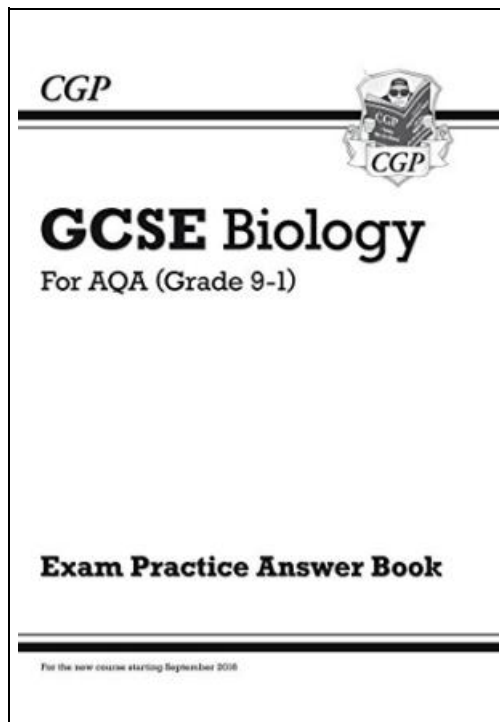 CGP
CGP
CGP
GCSE Biology
For AQA (Grade 9-1)
Exam Practice Answer Book
For the new course starting September 2016